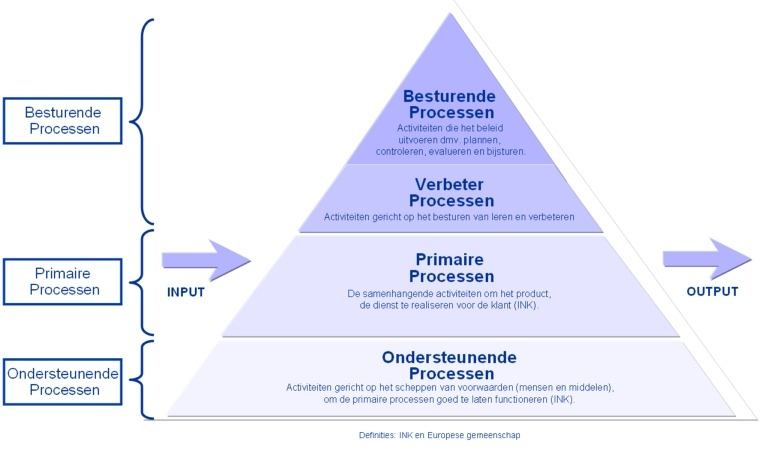 Besturende
Processen
Besturende
Processen
Activiteiten die het beleid
uitvoeren dmv. plannen,
controleren, evalueren en bijsturen.
Verbeter
Processen
Activiteiten gericht op het besturen van leren en verbeteren
Primaire
Processen
INPUT
Primaire
Processen
De samenhangende activiteiten om het product,
de dienst te realiseren voor de klant (INK).
OUTPUT
Ondersteunende
Processen
Ondersteunende
Processen
Activiteiten gericht op het scheppen van voorwaarden (mensen en middelen),
om de primaire processen goed te laten functioneren (INK).
Definities: INK en Europese gemeenschap